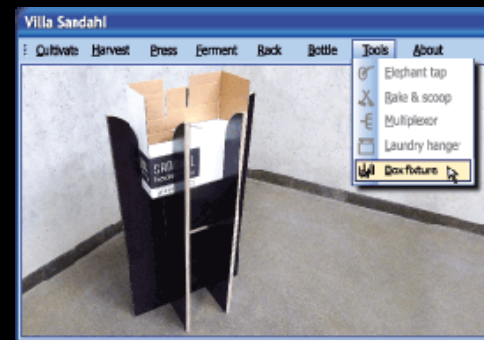 Villa Sandahl
Cultivate Harvest Press Ferment Rack Bottle Tools About
Elephant tap
Rake & scoop
Multiplexor
Laundry hanger
Box fixture